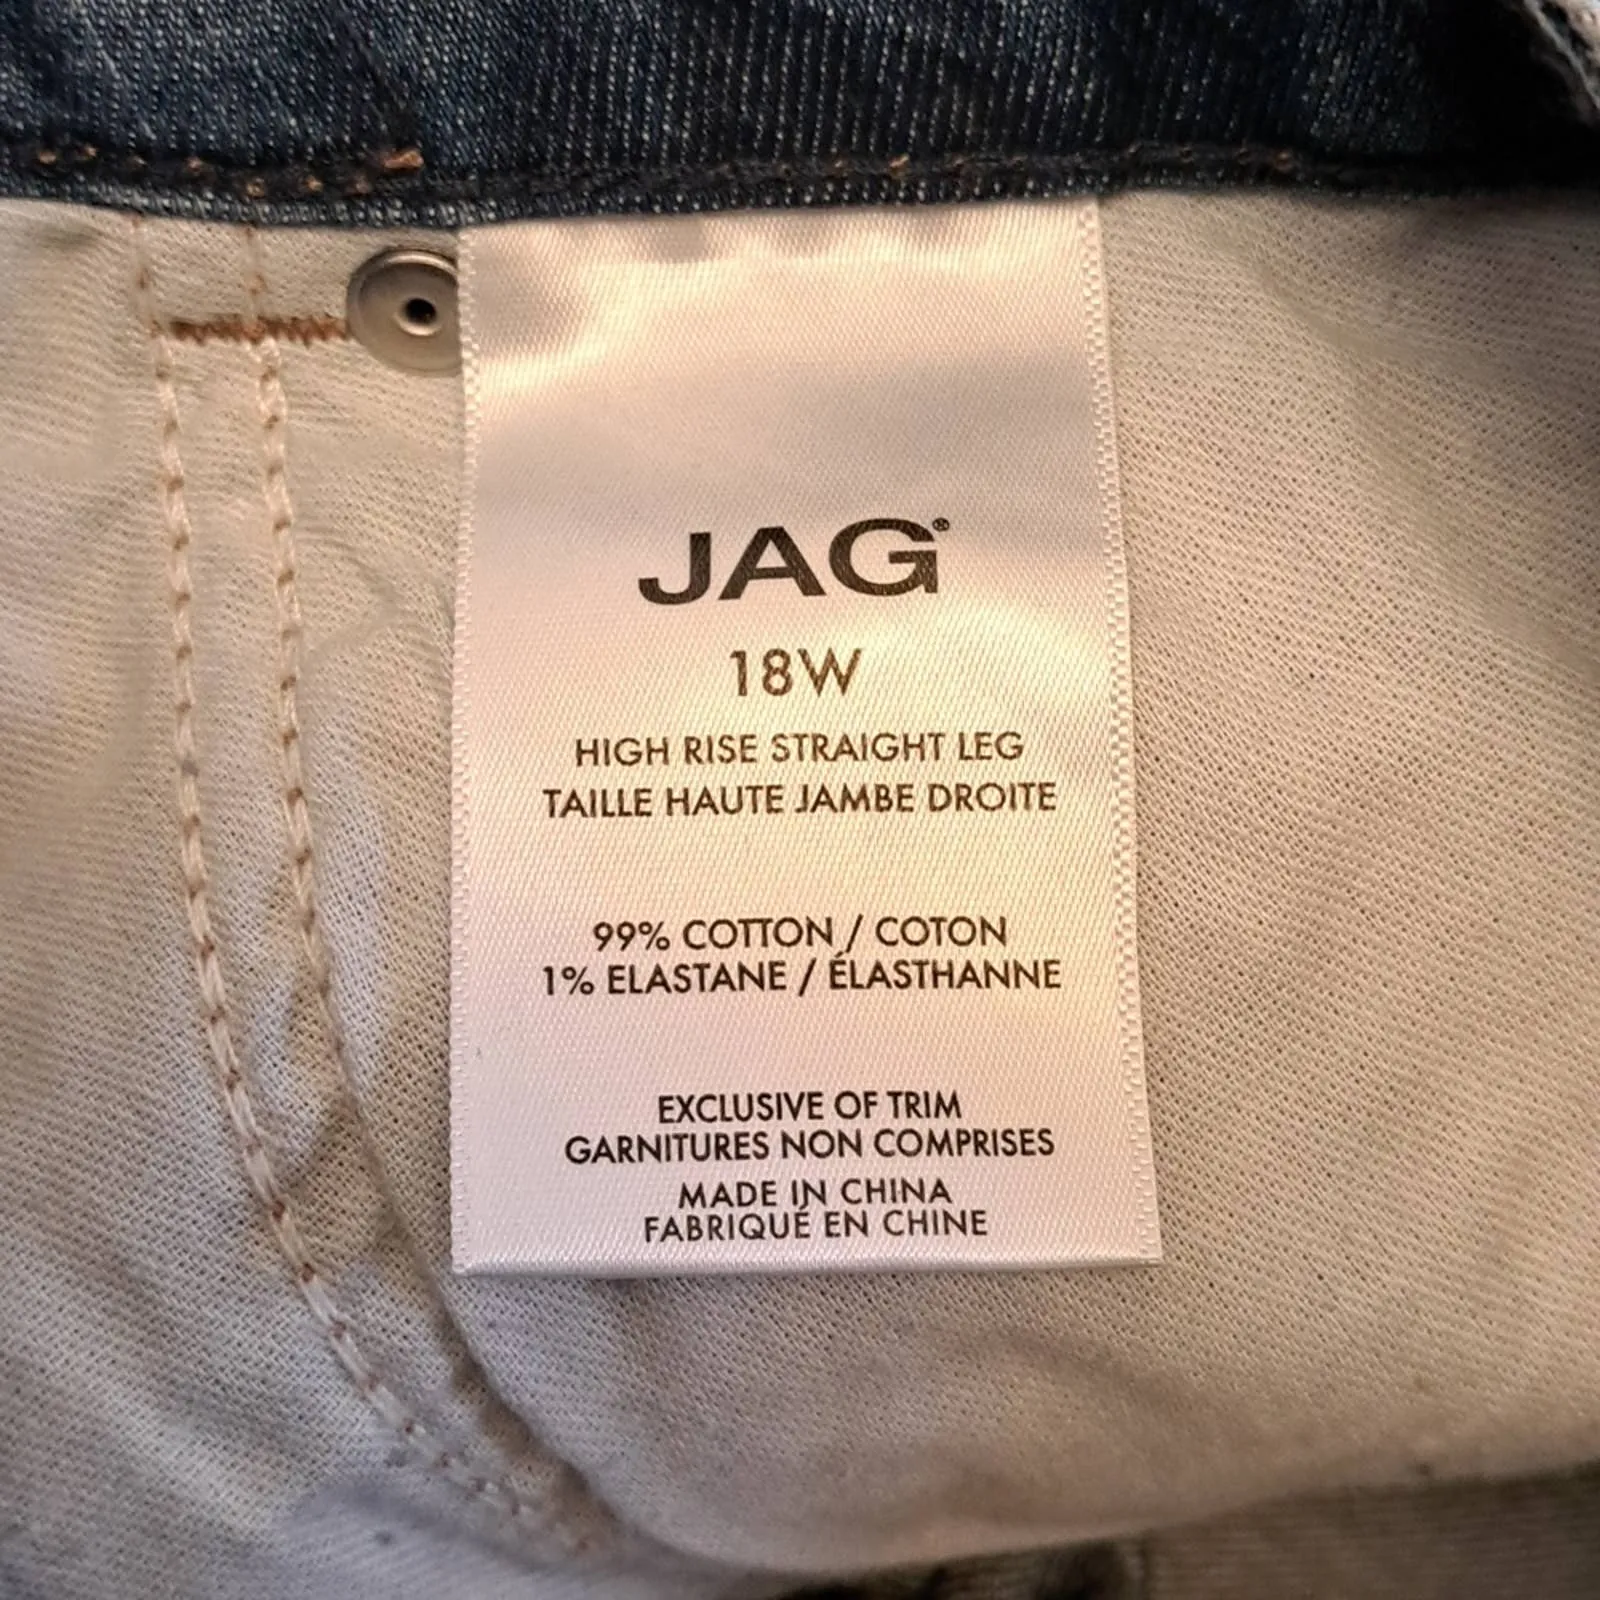 JAG®
18W
HIGH RISE STRAIGHT LEG
TAILLE HAUTE JAMBE DROITE
99% COTTON / COTON
1% ELASTANE / ÉLASTHANNE
EXCLUSIVE OF TRIM
GARNITURES NON COMPRISES
MADE IN CHINA
FABRIQUÉ EN CHINE